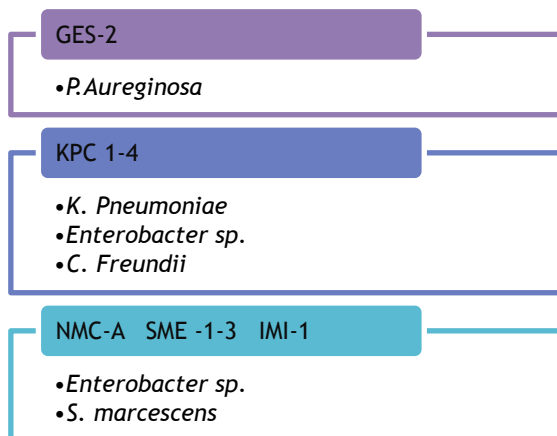 GES-2
•P.Aureginosa
KPC 1-4
•K. Pneumoniae
•Enterobacter sp.
•C. Freundii
NMC-A SME -1-3 IMI-1
•Enterobacter sp.
•S. marcescens